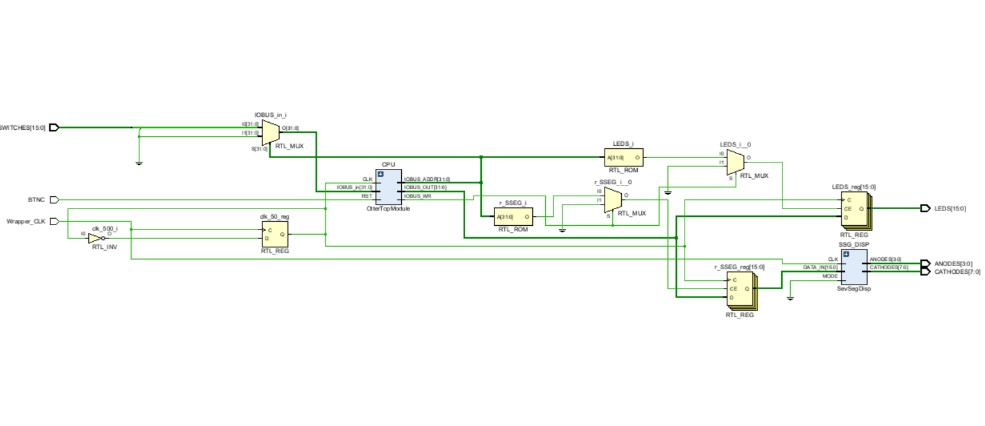 IOBUS_in_i
SWITCHES[15:0]
I0[31:0]
I1[31:0]
S[31:0]
O[31:0]
RTL_MUX
CPU
CLK
IOBUS_in[31:0]
RST
IOBUS_ADDR[31:0]
IOBUS_OUT[31:0]
IOBUS_WR
OtterTopModule
BTNC
Wrapper_CLK
clk_500_i
I0
O
RTL_INV
clk_50_reg
C
D
Q
RTL_REG
r_SSEG_i
A[31:0]
O
RTL_ROM
LEDS_i
A[31:0]
O
RTL_ROM
r_SSEG_i__0
I0
I1
S
O
RTL_MUX
LEDS_i__0
I0
I1
S
O
RTL_MUX
LEDS_reg[15:0]
C
CE
D
Q
RTL_REG
LEDS[15:0]
r_SSEG_reg[15:0]
C
CE
D
Q
RTL_REG
SSG_DISP
CLK
DATA_IN[15:0]
MODE
ANODES[3:0]
CATHODES[7:0]
SevSegDisp
ANODES[3:0]
CATHODES[7:0]